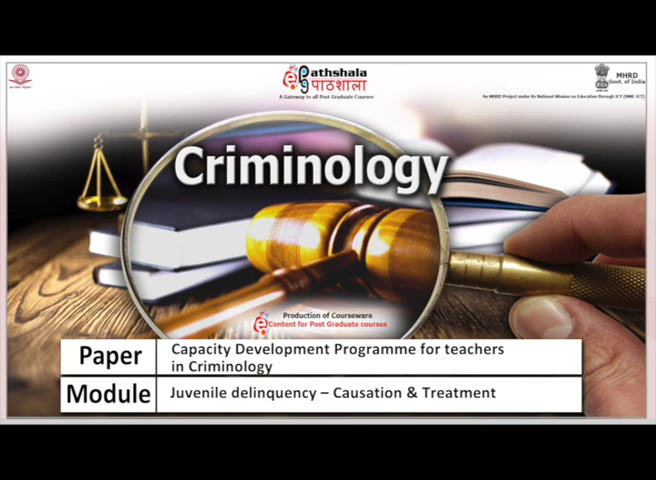 ePathshala
पाठशाला
A Gateway to all Post Graduate Courses
MHRD
Govt. of India
An MHRD Project under its National Mission on Education through ICT (NME-ICT)
Criminology
Production of Courseware
e Content for Post Graduate courses
Paper
Capacity Development Programme for teachers
in Criminology
Module
Juvenile delinquency – Causation & Treatment